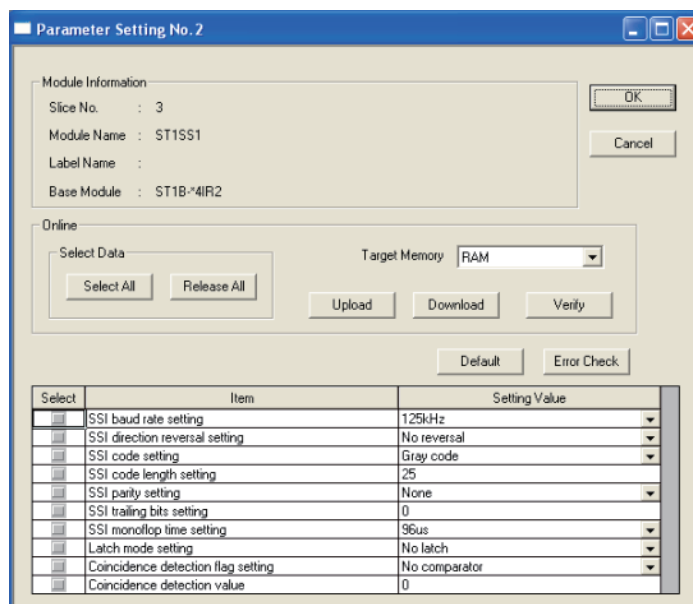 Parameter Setting No.2
Module Information
Slice No. : 3
Module Name : ST1SS1
Label Name :
Base Module : ST1B-*4IR2
OK
Cancel
Online
Select Data
Select All
Release All
Target Memory RAM
Upload
Download
Verify
Default
Error Check
Select Item Setting Value
SSI baud rate setting 125kHz
SSI direction reversal setting No reversal
SSI code setting Gray code
SSI code length setting 25
SSI parity setting None
SSI trailing bits setting 0
SSI monoflop time setting 96us
Latch mode setting No latch
Coincidence detection flag setting No comparator
Coincidence detection value 0